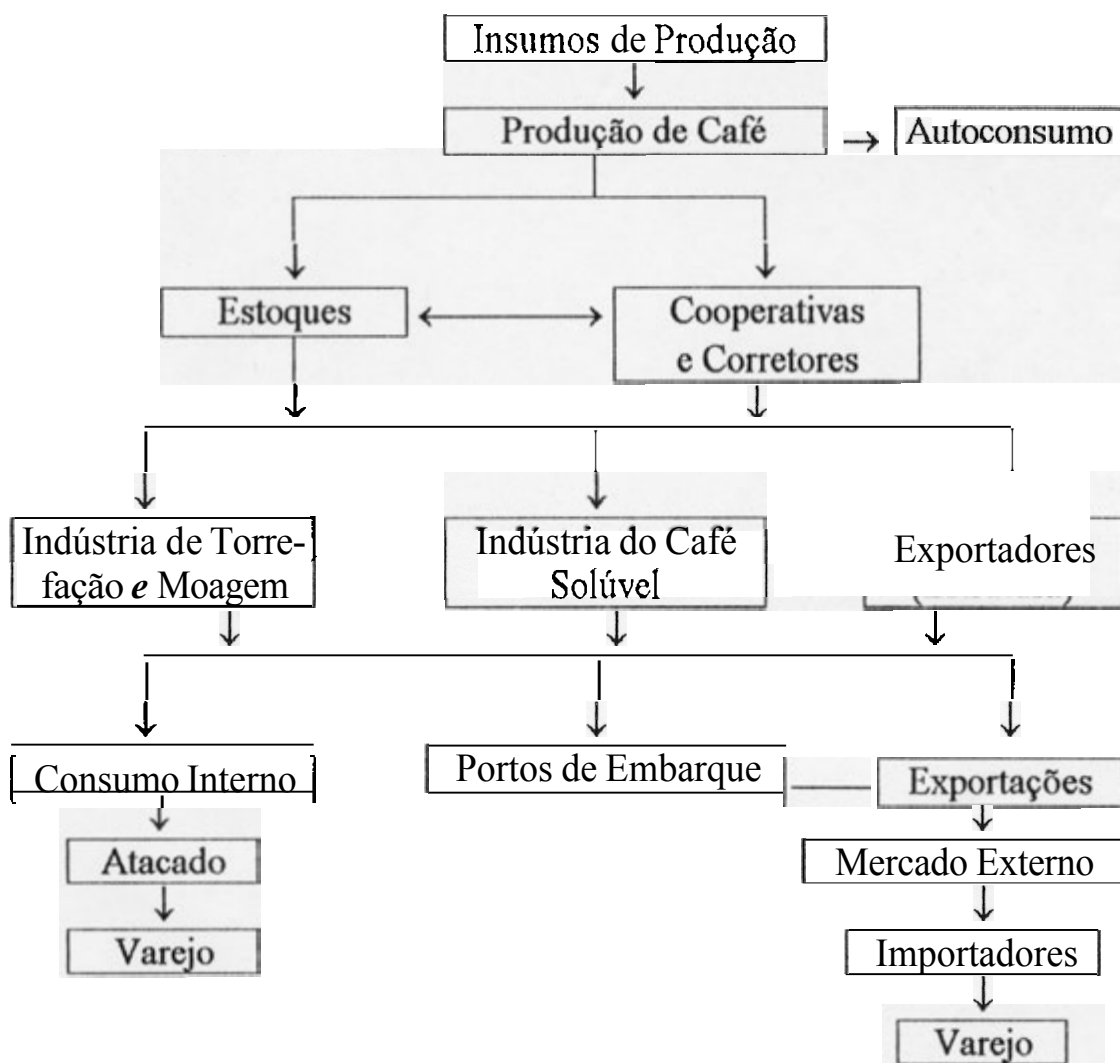 Insumos de Produção
Produção de Café
Autoconsumo
Estoques
Cooperativas
e Corretores
Indústria de Torre-
fação e Moagem
Indústria do Café
Solúvel
Exportadores
Consumo Interno
Portos de Embarque
Exportações
Atacado
Mercado Externo
Varejo
Importadores
Varejo